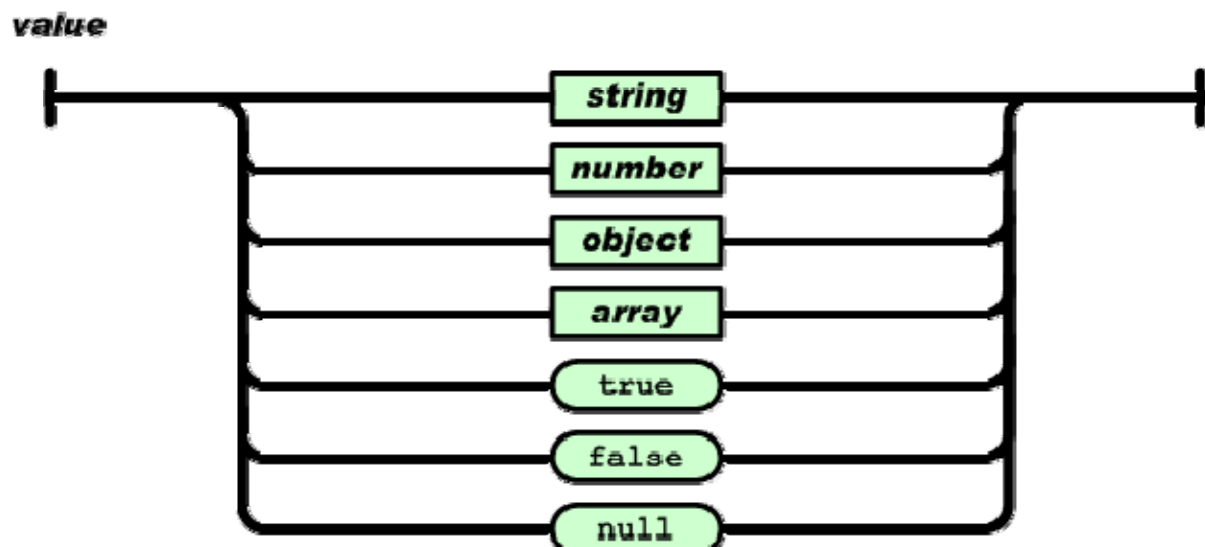 value
string
number
object
array
true
false
null